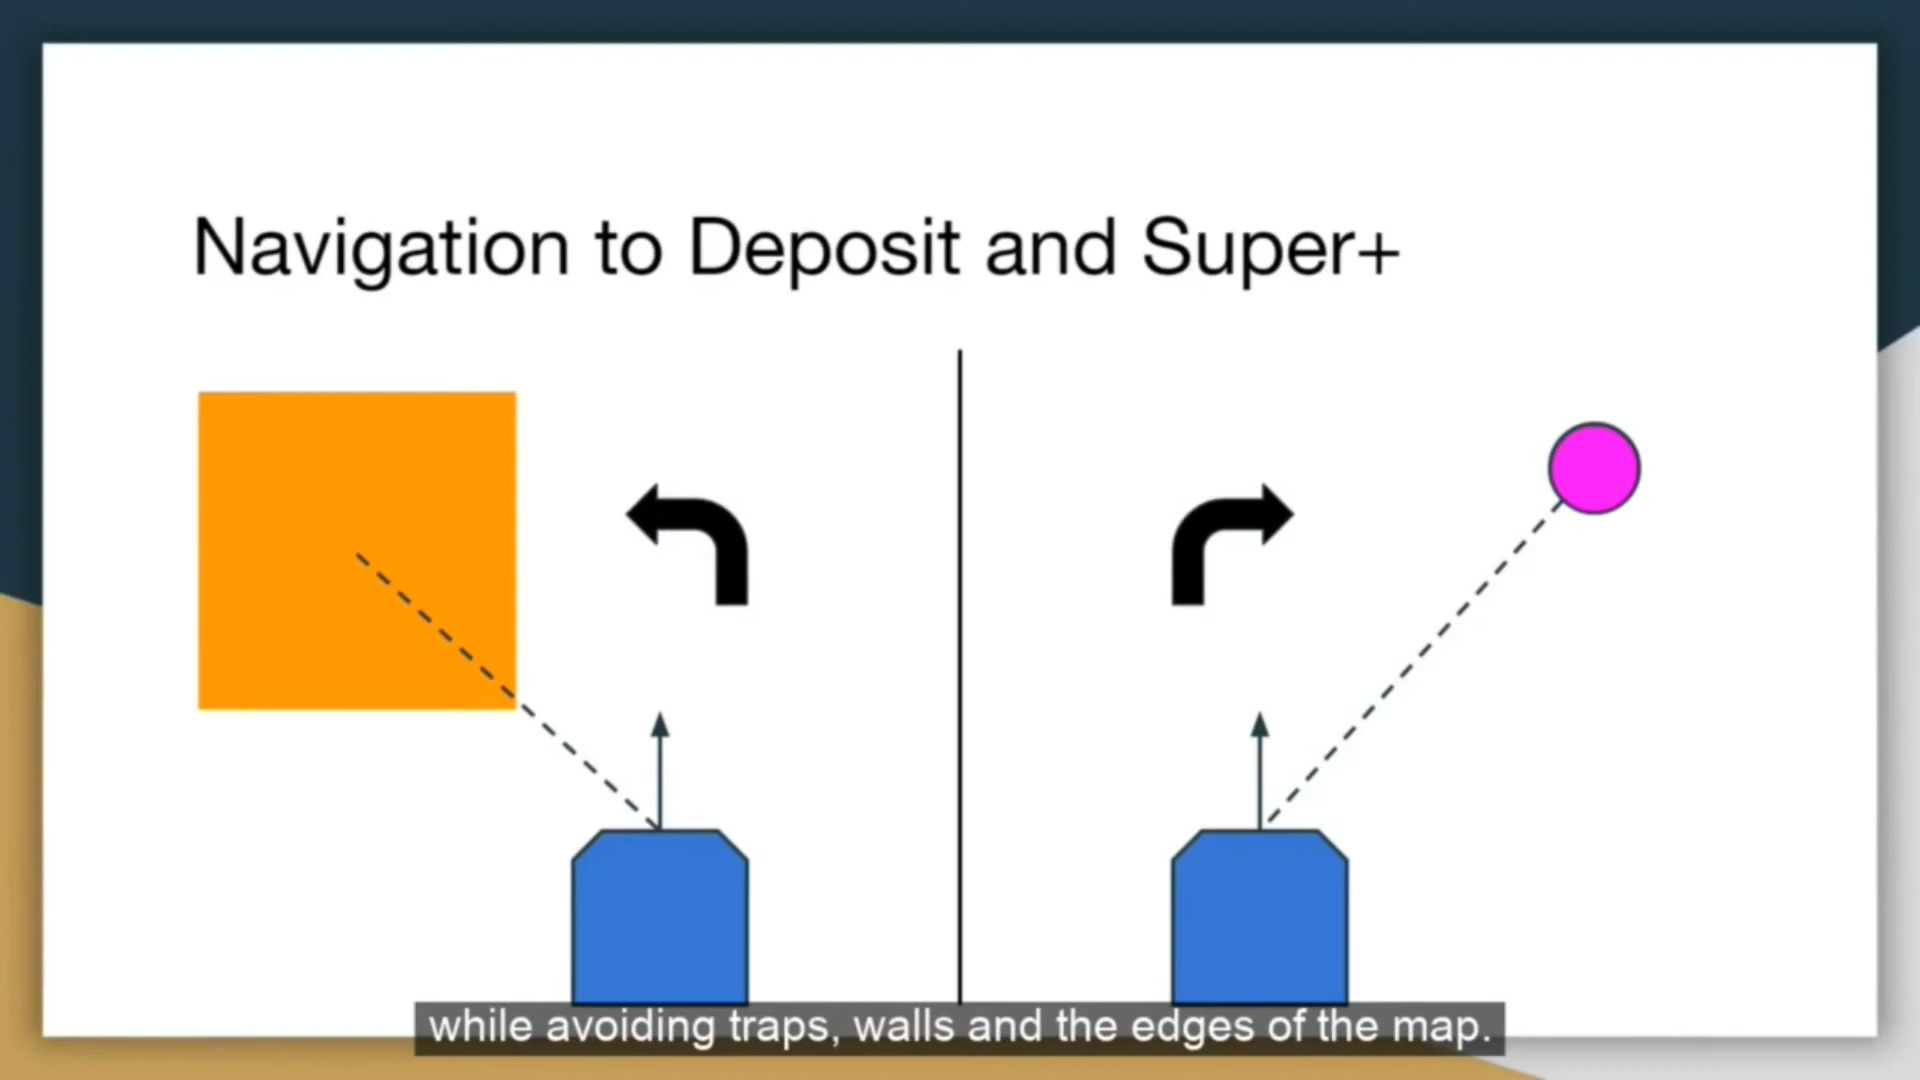 Navigation to Deposit and Super+
while avoiding traps, walls and the edges of the map.